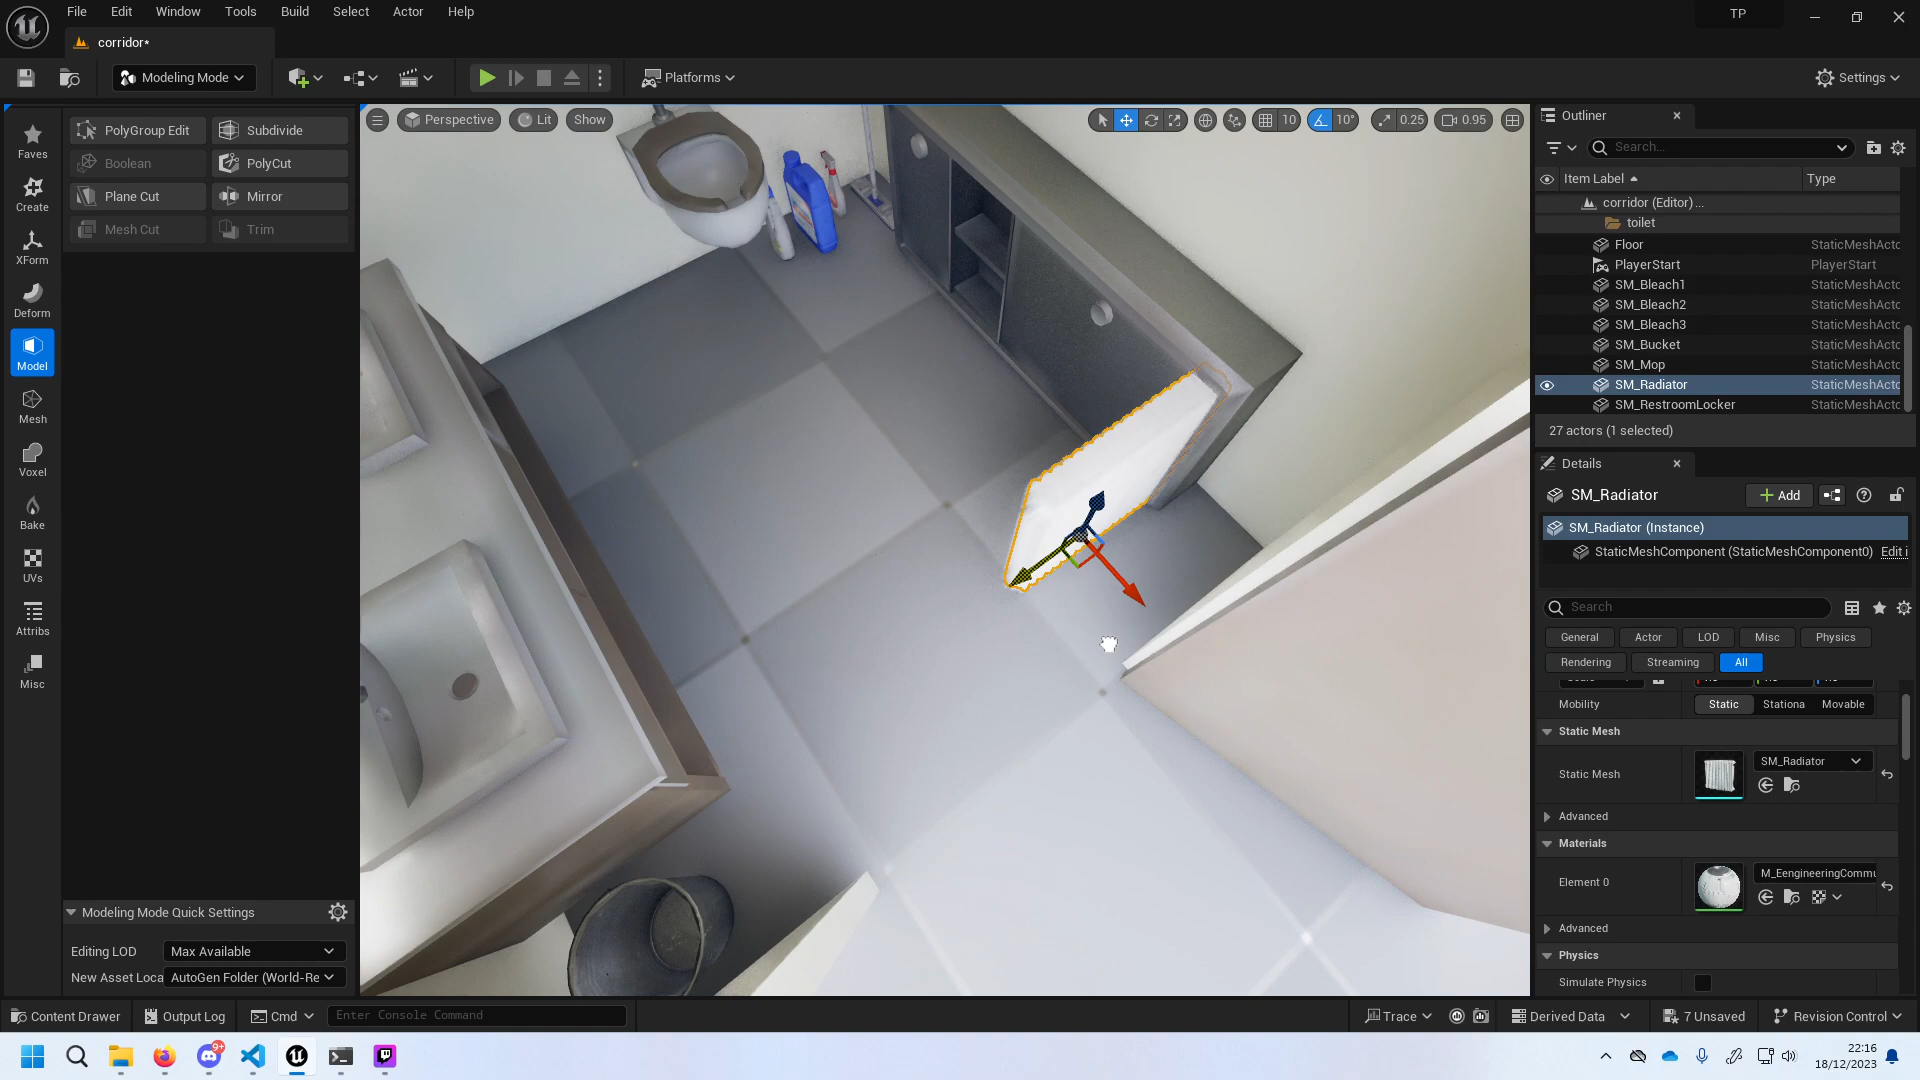 File Edit Window Tools Build Select Actor Help
TP
corridor*
Modeling Mode
Platforms
Settings
Faves
Create
XForm
Deform
Model
Mesh
Voxel
Bake
UVs
Attribs
Misc
PolyGroup Edit Subdivide
Boolean PolyCut
Plane Cut Mirror
Mesh Cut Trim
Modeling Mode Quick Settings
Editing LOD Max Available
New Asset Loca AutoGen Folder (World-Re
Perspective Lit Show
10 10° 0.25 0.95
Outliner
Search...
Item Label Type
corridor (Editor)...
toilet
Floor StaticMeshActo
PlayerStart PlayerStart
SM_Bleach1 StaticMeshActo
SM_Bleach2 StaticMeshActo
SM_Bleach3 StaticMeshActo
SM_Bucket StaticMeshActo
SM_Mop StaticMeshActo
SM_Radiator StaticMeshActo
SM_RestroomLocker StaticMeshActo
27 actors (1 selected)
Details
SM_Radiator
Add
SM_Radiator (Instance)
StaticMeshComponent (StaticMeshComponent0) Edit i
Search
General Actor LOD Misc Physics
Rendering Streaming All
Mobility Static Stationa Movable
Static Mesh
Static Mesh SM_Radiator
Advanced
Materials
Element 0 M_EengineeringCommu
Advanced
Physics
Simulate Physics
Content Drawer Output Log Cmd Enter Console Command
Trace Derived Data 7 Unsaved Revision Control
9+
22:16
18/12/2023